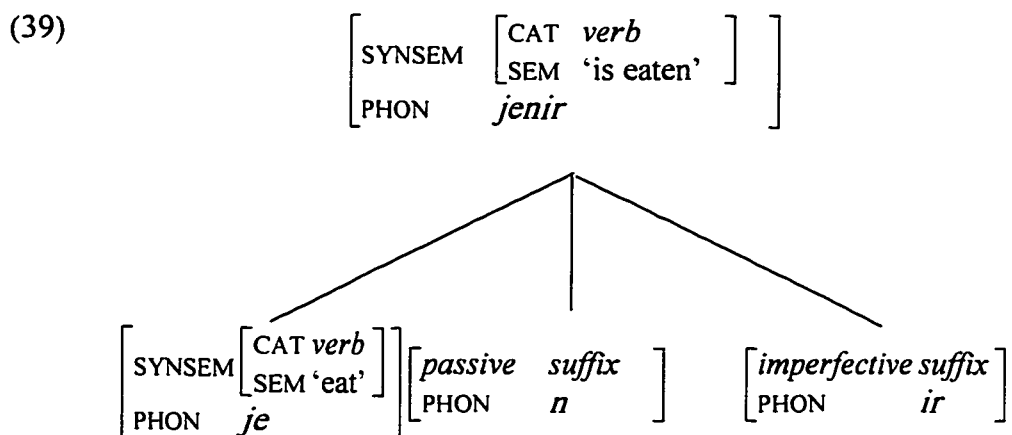 (39)
SYNSEM CAT verb
SEM 'is eaten'
PHON jenir
SYNSEM CAT verb
SEM 'eat'
PHON je
passive suffix
PHON n
imperfective suffix
PHON ir